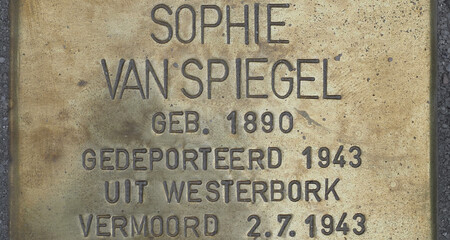 SOPHIE
VAN SPIEGEL
GEB. 1890
GEDEPORTEERD 1943
UIT WESTERBORK
VERMOORD 2.7.1943